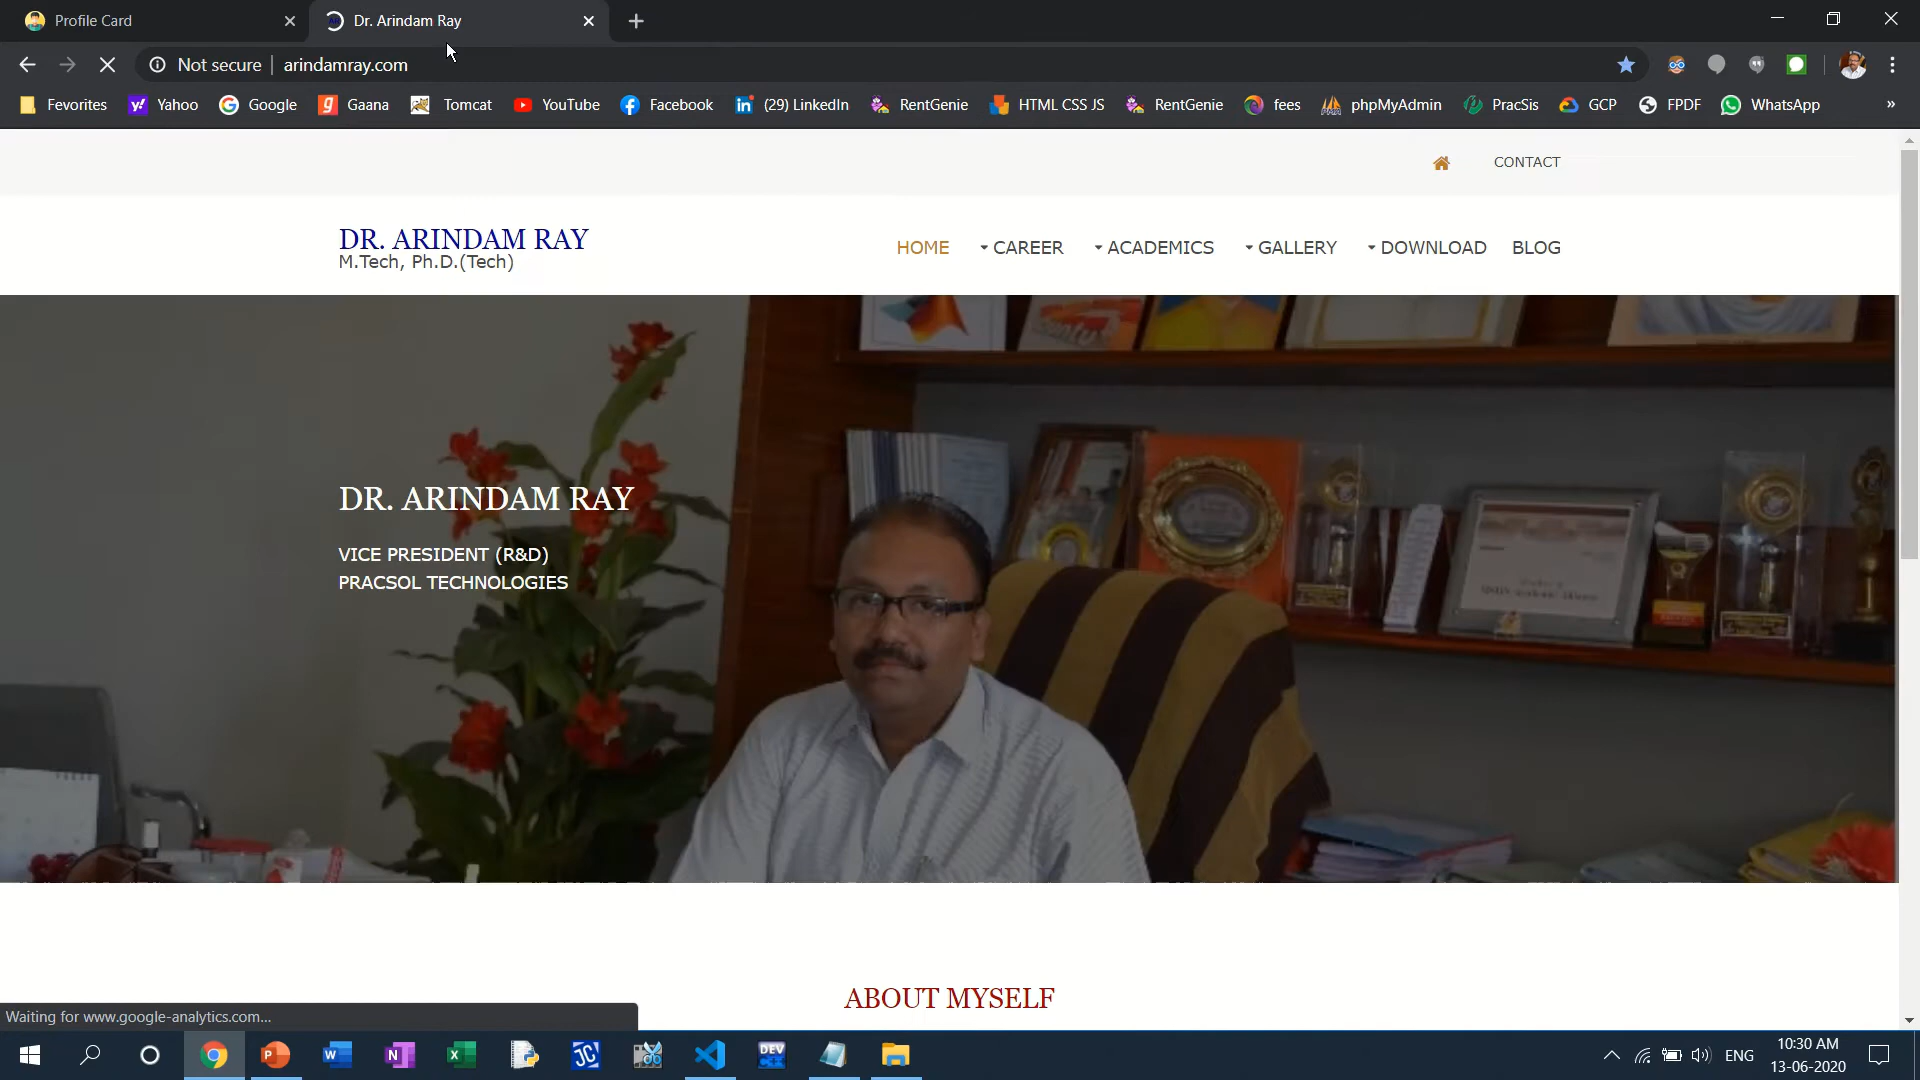 Profile Card
Dr. Arindam Ray
Not secure
arindamray.com
Fevorites
Yahoo
Google
Gaana
Tomcat
YouTube
Facebook
(29) LinkedIn
RentGenie
HTML CSS JS
RentGenie
fees
phpMyAdmin
PracSis
GCP
FPDF
WhatsApp
CONTACT
DR. ARINDAM RAY
M.Tech, Ph.D.(Tech)
HOME
CAREER
ACADEMICS
GALLERY
DOWNLOAD
BLOG
DR. ARINDAM RAY
VICE PRESIDENT (R&D)
PRACSOL TECHNOLOGIES
ABOUT MYSELF
Waiting for www.google-analytics.com...
ENG
10:30 AM
13-06-2020